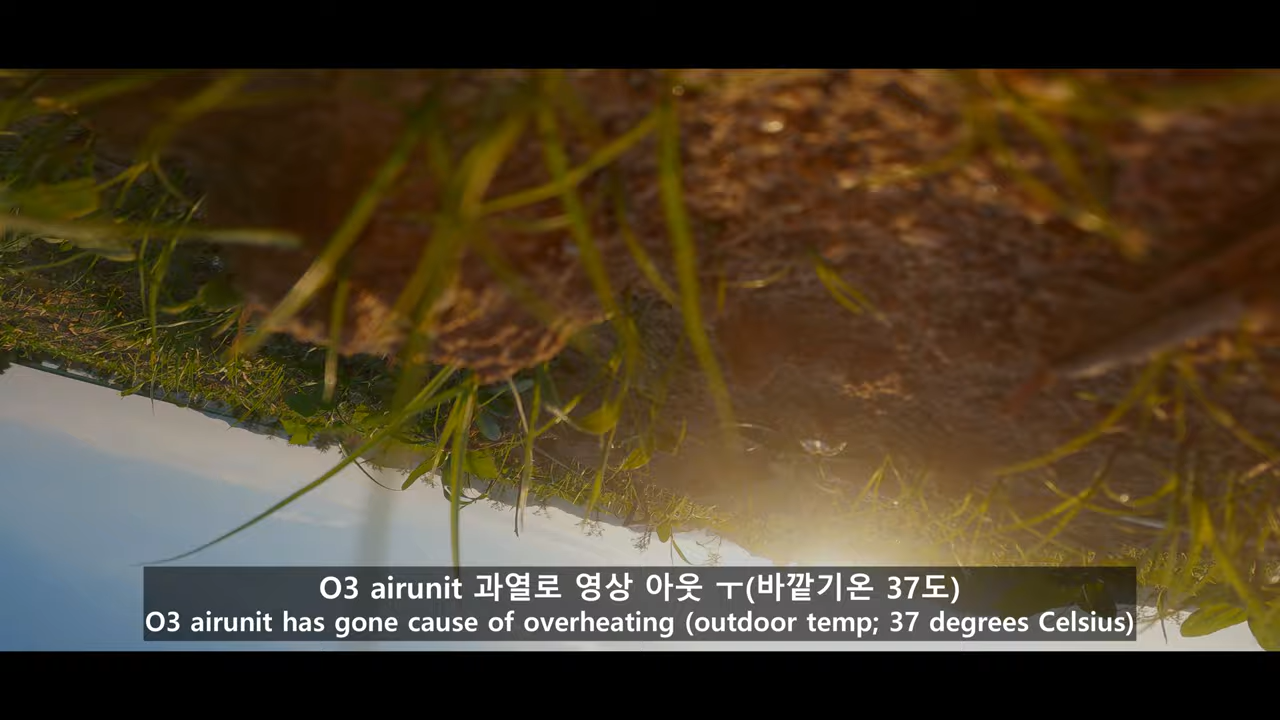 O3 airunit 과열로 영상 아웃 ㅜ(바깥기온 37도)
O3 airunit has gone cause of overheating (outdoor temp; 37 degrees Celsius)